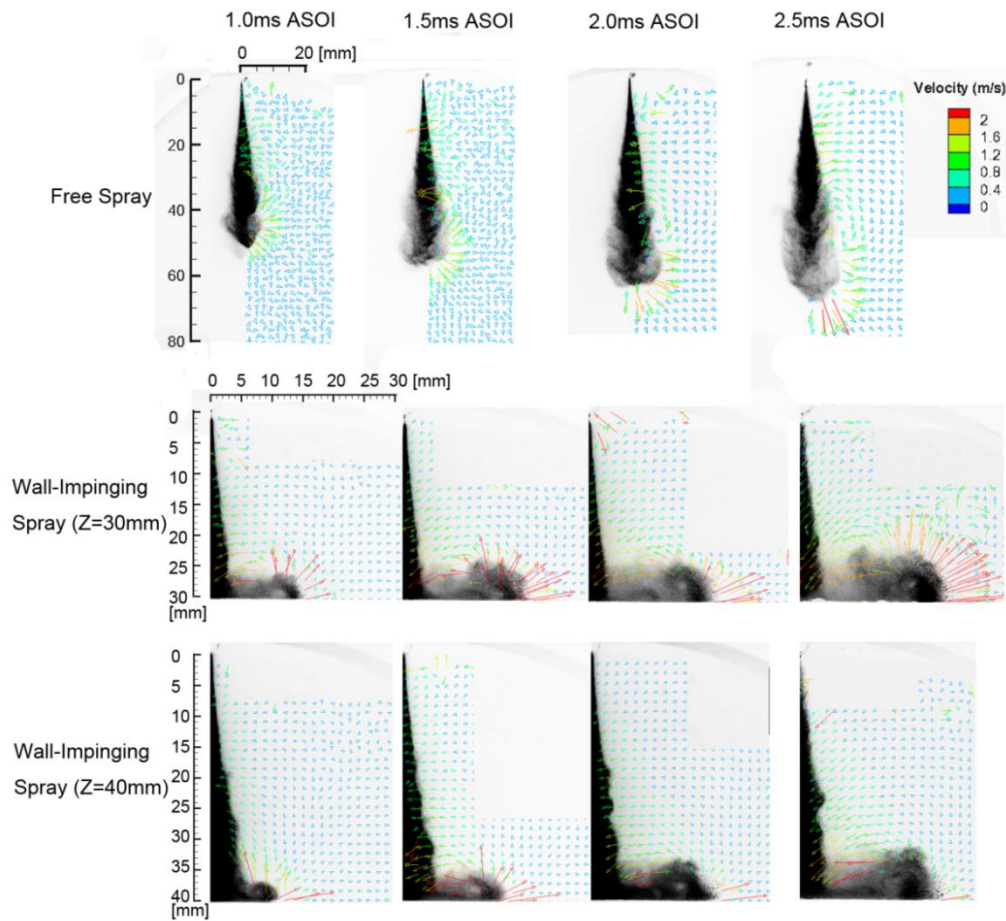 1.0ms ASOI 1.5ms ASOI 2.0ms ASOI 2.5ms ASOI
0 20 [mm]
0
20
40
60
80
Free Spray
Velocity (m/s)
2
1.6
1.2
0.8
0.4
0
0 5 10 15 20 25 30 [mm]
0
5
10
15
20
25
30
[mm]
Wall-Impinging
Spray (Z=30mm)
0
5
10
15
20
25
30
35
40
[mm]
Wall-Impinging
Spray (Z=40mm)